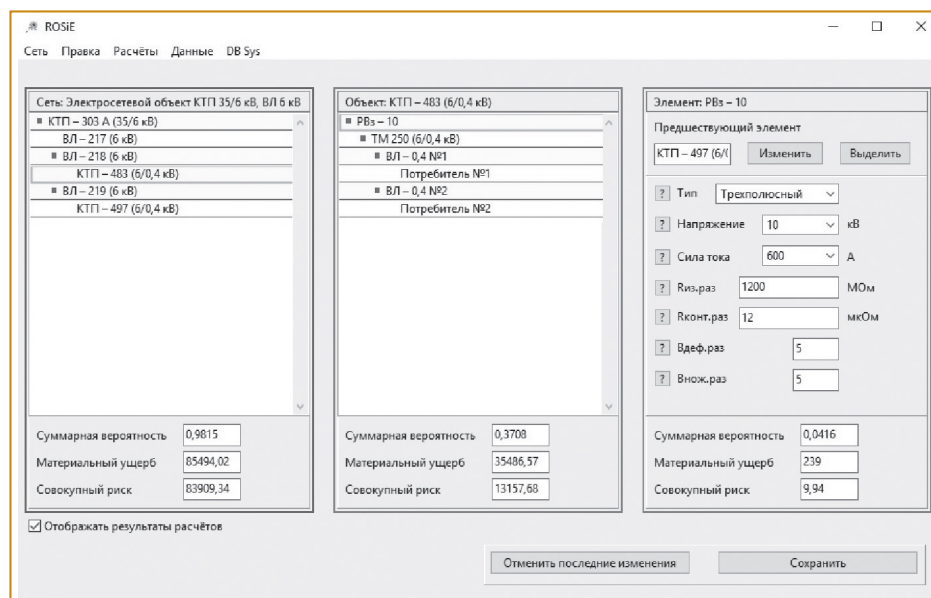 ROSiE
Сеть Правка Расчёты Данные DB Sys
Сеть: Электросетевой объект КТП 35/6 кВ, ВЛ 6 кВ
КТП – 303 А (35/6 кВ)
ВЛ – 217 (6 кВ)
ВЛ – 218 (6 кВ)
КТП – 483 (6/0,4 кВ)
ВЛ – 219 (6 кВ)
КТП – 497 (6/0,4 кВ)
Суммарная вероятность 0,9815
Материальный ущерб 85494,02
Совокупный риск 83909,34
Объект: КТП – 483 (6/0,4 кВ)
РВз – 10
ТМ 250 (6/0,4 кВ)
ВЛ – 0,4 №1
Потребитель №1
ВЛ – 0,4 №2
Потребитель №2
Суммарная вероятность 0,3708
Материальный ущерб 35486,57
Совокупный риск 13157,68
Элемент: РВз – 10
Предшествующий элемент
КТП – 497 (6/( Изменить Выделить
? Тип Трехполюсный
? Напряжение 10 кВ
? Сила тока 600 А
? Rиз.раз 1200 МОм
? Rконт.раз 12 мкОм
? Вдеф.раз 5
? Внож.раз 5
Суммарная вероятность 0,0416
Материальный ущерб 239
Совокупный риск 9,94
Отображать результаты расчётов
Отменить последние изменения Сохранить